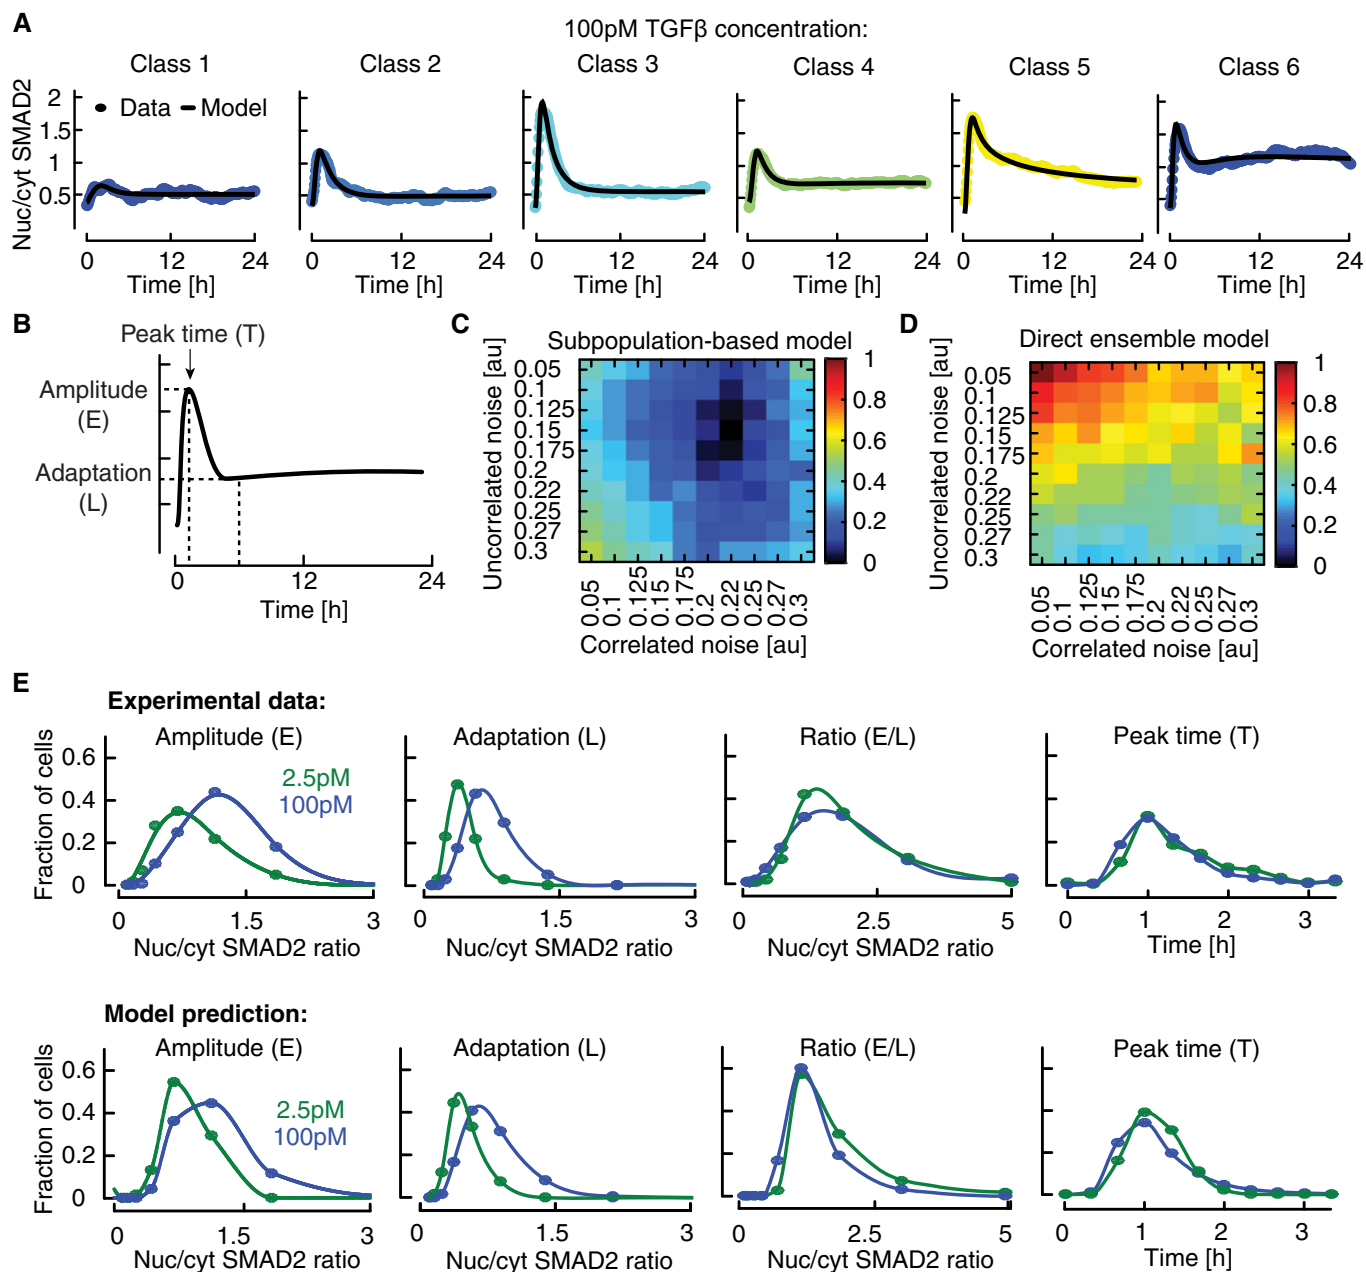 A
100pM TGFβ concentration:
Class 1
Class 2
Class 3
Class 4
Class 5
Class 6
Nuc/cyt SMAD2
2
1.5
1
0.5
Data
Model
0 12 24
0 12 24
0 12 24
0 12 24
0 12 24
0 12 24
Time [h]
Time [h]
Time [h]
Time [h]
Time [h]
Time [h]
B
Peak time (T)
Amplitude
(E)
Adaptation
(L)
0 12 24
Time [h]
C
Subpopulation-based model
Uncorrelated noise [au]
0.05
0.1
0.125
0.15
0.175
0.2
0.22
0.25
0.27
0.3
0.05
0.1
0.125
0.15
0.175
0.2
0.22
0.25
0.27
0.3
Correlated noise [au]
1
0.8
0.6
0.4
0.2
0
D
Direct ensemble model
Uncorrelated noise [au]
0.05
0.1
0.125
0.15
0.175
0.2
0.22
0.25
0.27
0.3
0.05
0.1
0.125
0.15
0.175
0.2
0.22
0.25
0.27
0.3
Correlated noise [au]
1
0.8
0.6
0.4
0.2
0
E
Experimental data:
Amplitude (E)
Adaptation (L)
Ratio (E/L)
Peak time (T)
Fraction of cells
0.6
0.4
0.2
0
2.5pM
100pM
0 1.5 3
0 1.5 3
0 2.5 5
0 1 2 3
Nuc/cyt SMAD2 ratio
Nuc/cyt SMAD2 ratio
Nuc/cyt SMAD2 ratio
Time [h]
Model prediction:
Amplitude (E)
Adaptation (L)
Ratio (E/L)
Peak time (T)
Fraction of cells
0.6
0.4
0.2
0
2.5pM
100pM
0 1.5 3
0 1.5 3
0 2.5 5
0 1 2 3
Nuc/cyt SMAD2 ratio
Nuc/cyt SMAD2 ratio
Nuc/cyt SMAD2 ratio
Time [h]